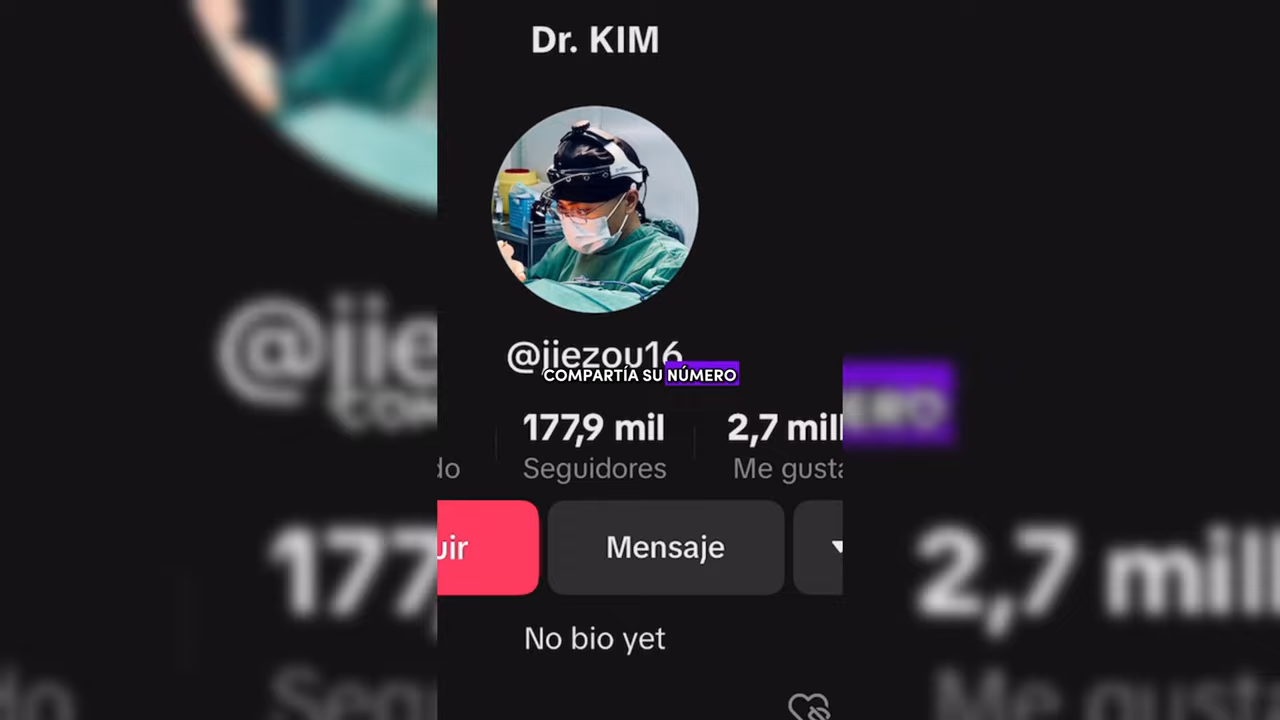 Dr. KIM
@jiezou16
COMPARTÍA SU NÚMERO
177,9 mil
2,7 mill
Seguidores
Me gusta
Mensaje
No bio yet